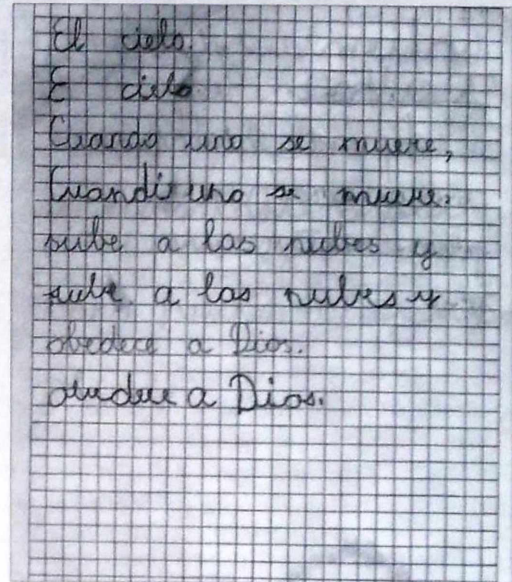 El cielo.
E cielo
Cuando uno se muere,
Cuandi uno se muere.
sube a las nubes y
sube a las nubes y
obedece a Dios.
a Dios.